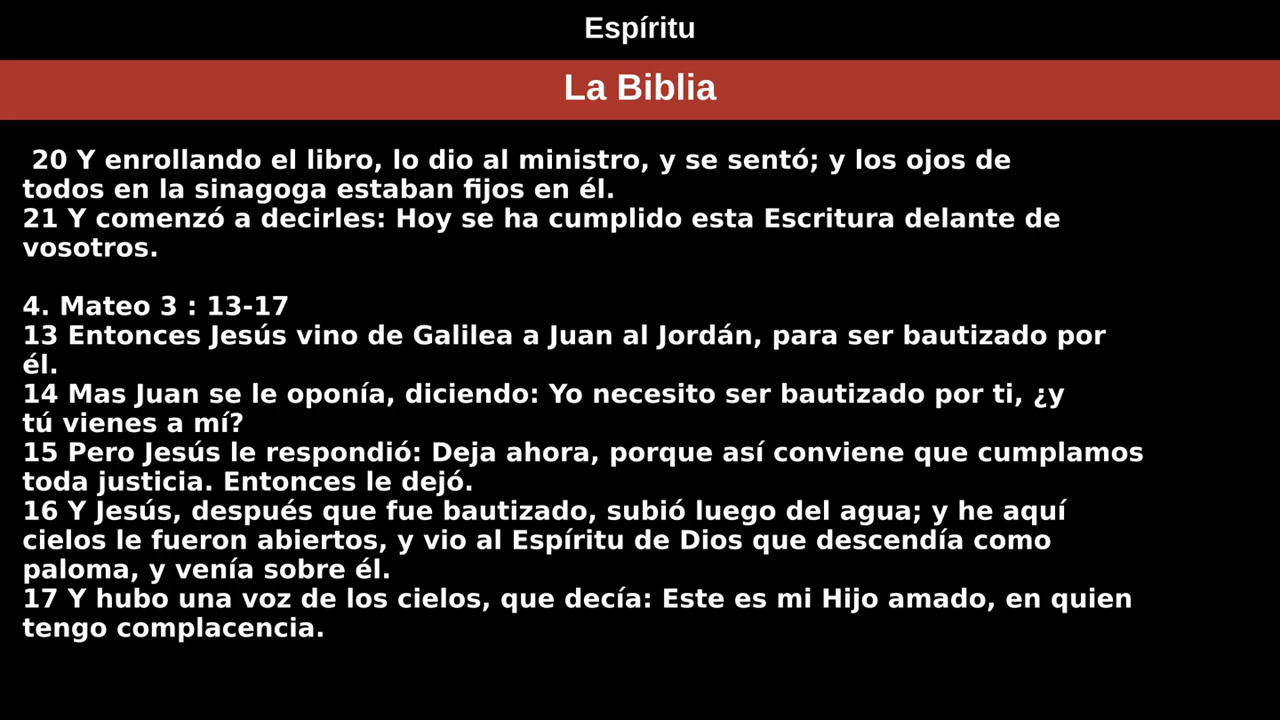 Espíritu
La Biblia
20 Y enrollando el libro, lo dio al ministro, y se sentó; y los ojos de
todos en la sinagoga estaban fijos en él.
21 Y comenzó a decirles: Hoy se ha cumplido esta Escritura delante de
vosotros.
4. Mateo 3 : 13-17
13 Entonces Jesús vino de Galilea a Juan al Jordán, para ser bautizado por
él.
14 Mas Juan se le oponía, diciendo: Yo necesito ser bautizado por ti, ¿y
tú vienes a mí?
15 Pero Jesús le respondió: Deja ahora, porque así conviene que cumplamos
toda justicia. Entonces le dejó.
16 Y Jesús, después que fue bautizado, subió luego del agua; y he aquí
cielos le fueron abiertos, y vio al Espíritu de Dios que descendía como
paloma, y venía sobre él.
17 Y hubo una voz de los cielos, que decía: Este es mi Hijo amado, en quien
tengo complacencia.